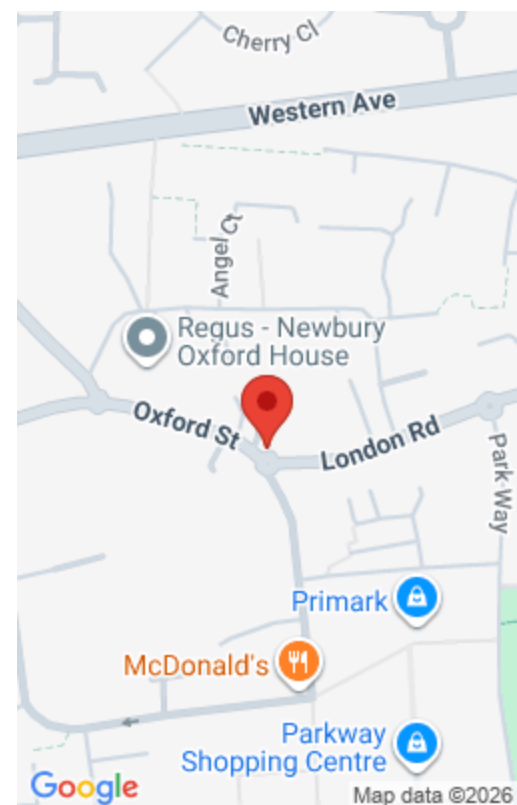 Cherry Cl
Western Ave
Angel Ct
Regus - Newbury
Oxford House
Oxford St
London Rd
Park Way
Primark
McDonald's
Parkway
Shopping Centre
Google
Map data ©2026